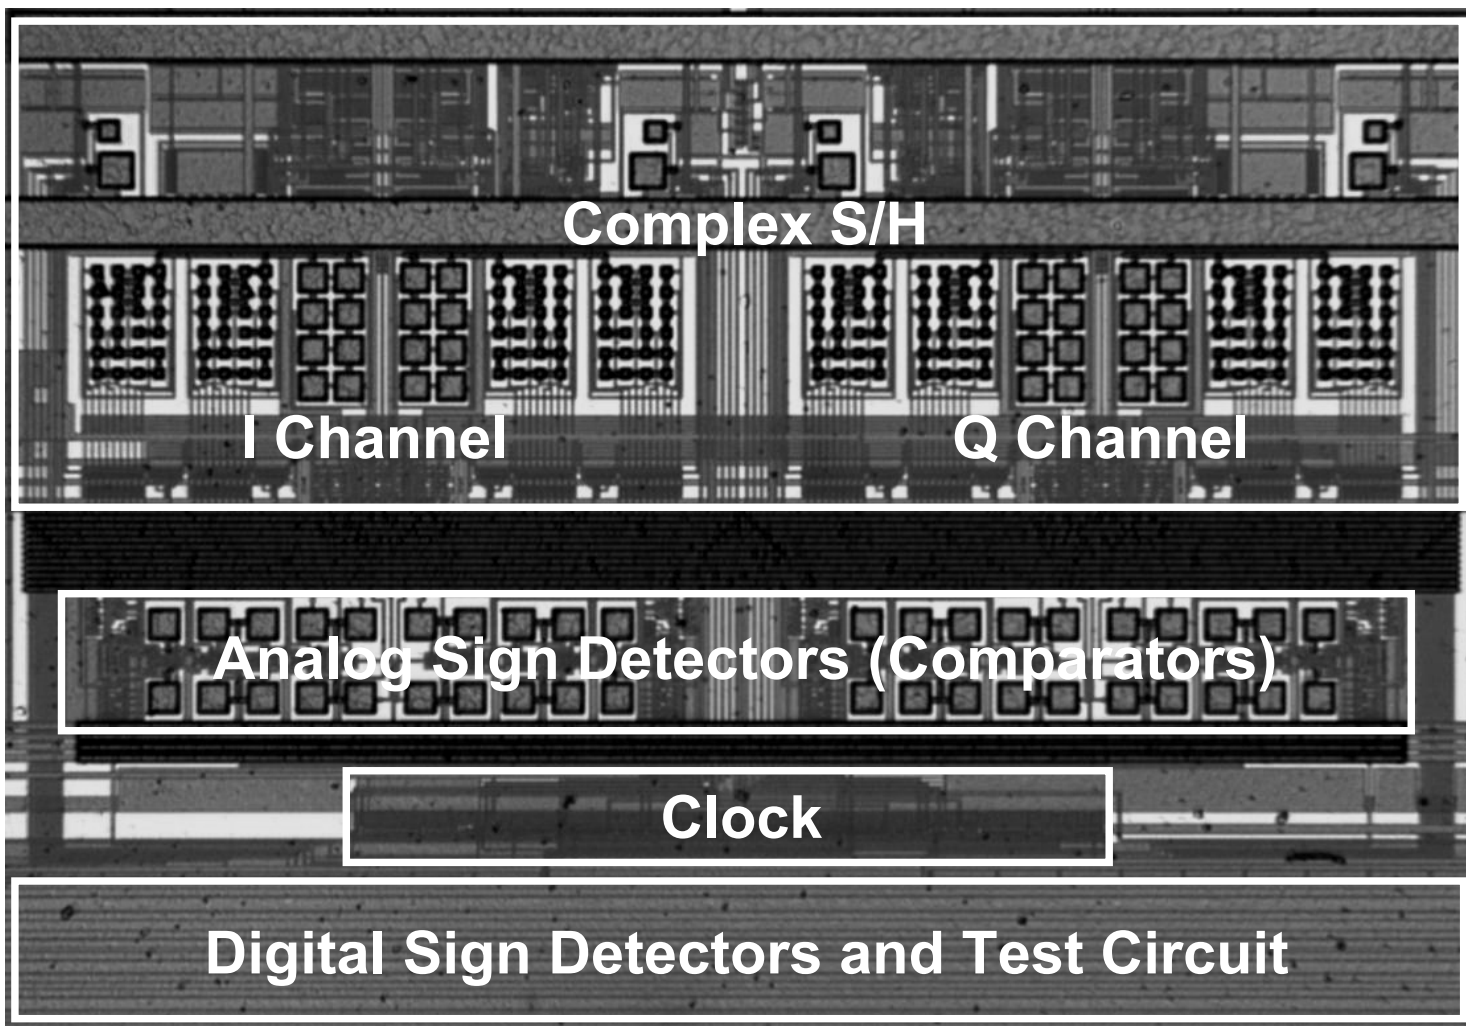 Complex S/H
I Channel
Q Channel
Analog Sign Detectors (Comparators)
Clock
Digital Sign Detectors and Test Circuit